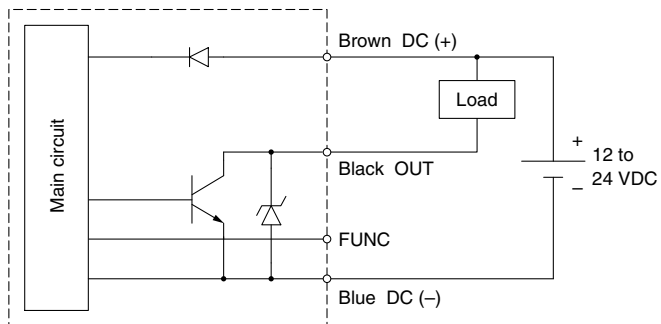 Brown DC (+)
Load
Main circuit
Black OUT
+
12 to
24 VDC
–
FUNC
Blue DC (–)